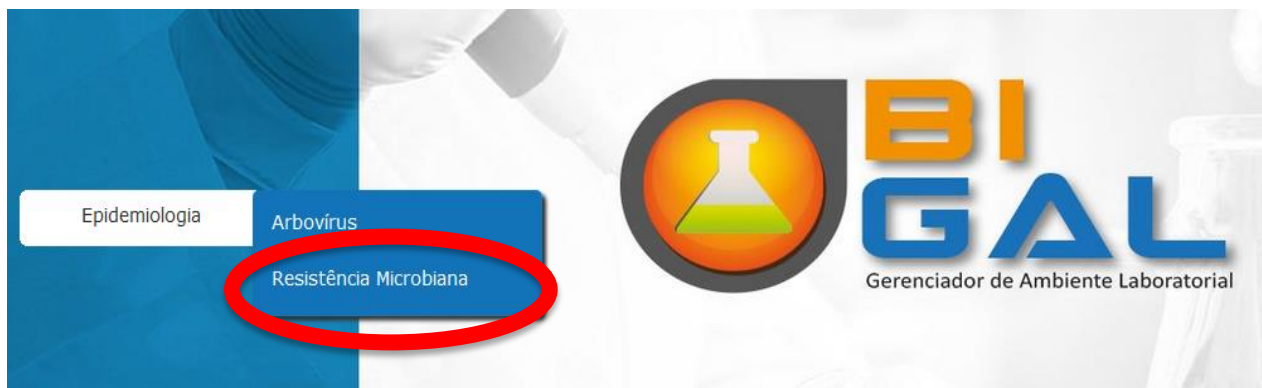 Epidemiologia
Arbovírus
Resistência Microbiana
BI
GAL
Gerenciador de Ambiente Laboratorial